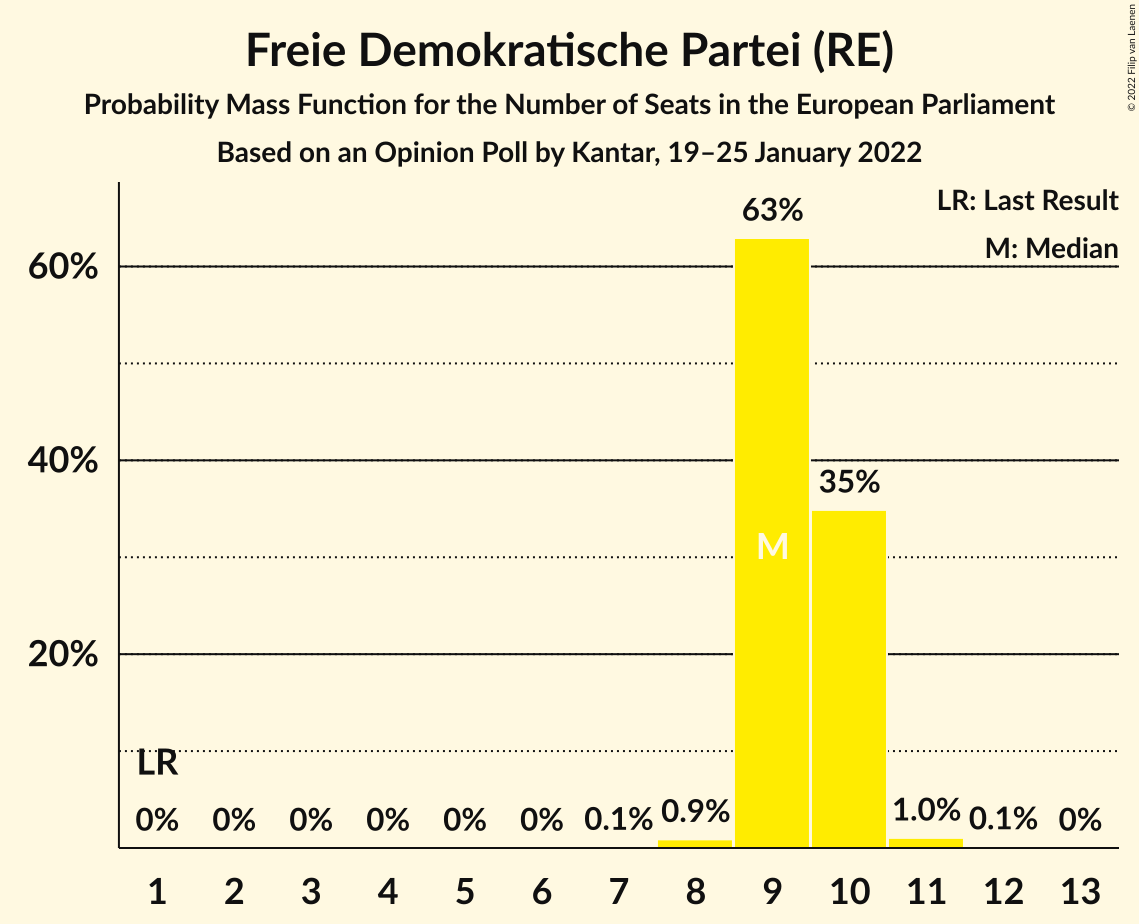 Freie Demokratische Partei (RE)
Probability Mass Function for the Number of Seats in the European Parliament
Based on an Opinion Poll by Kantar, 19–25 January 2022
© 2022 Filip van Laenen
LR: Last Result
M: Median
60%
40%
20%
63%
35%
M
LR
0% 0% 0% 0% 0% 0% 0.1% 0.9% 1.0% 0.1% 0%
1 2 3 4 5 6 7 8 9 10 11 12 13